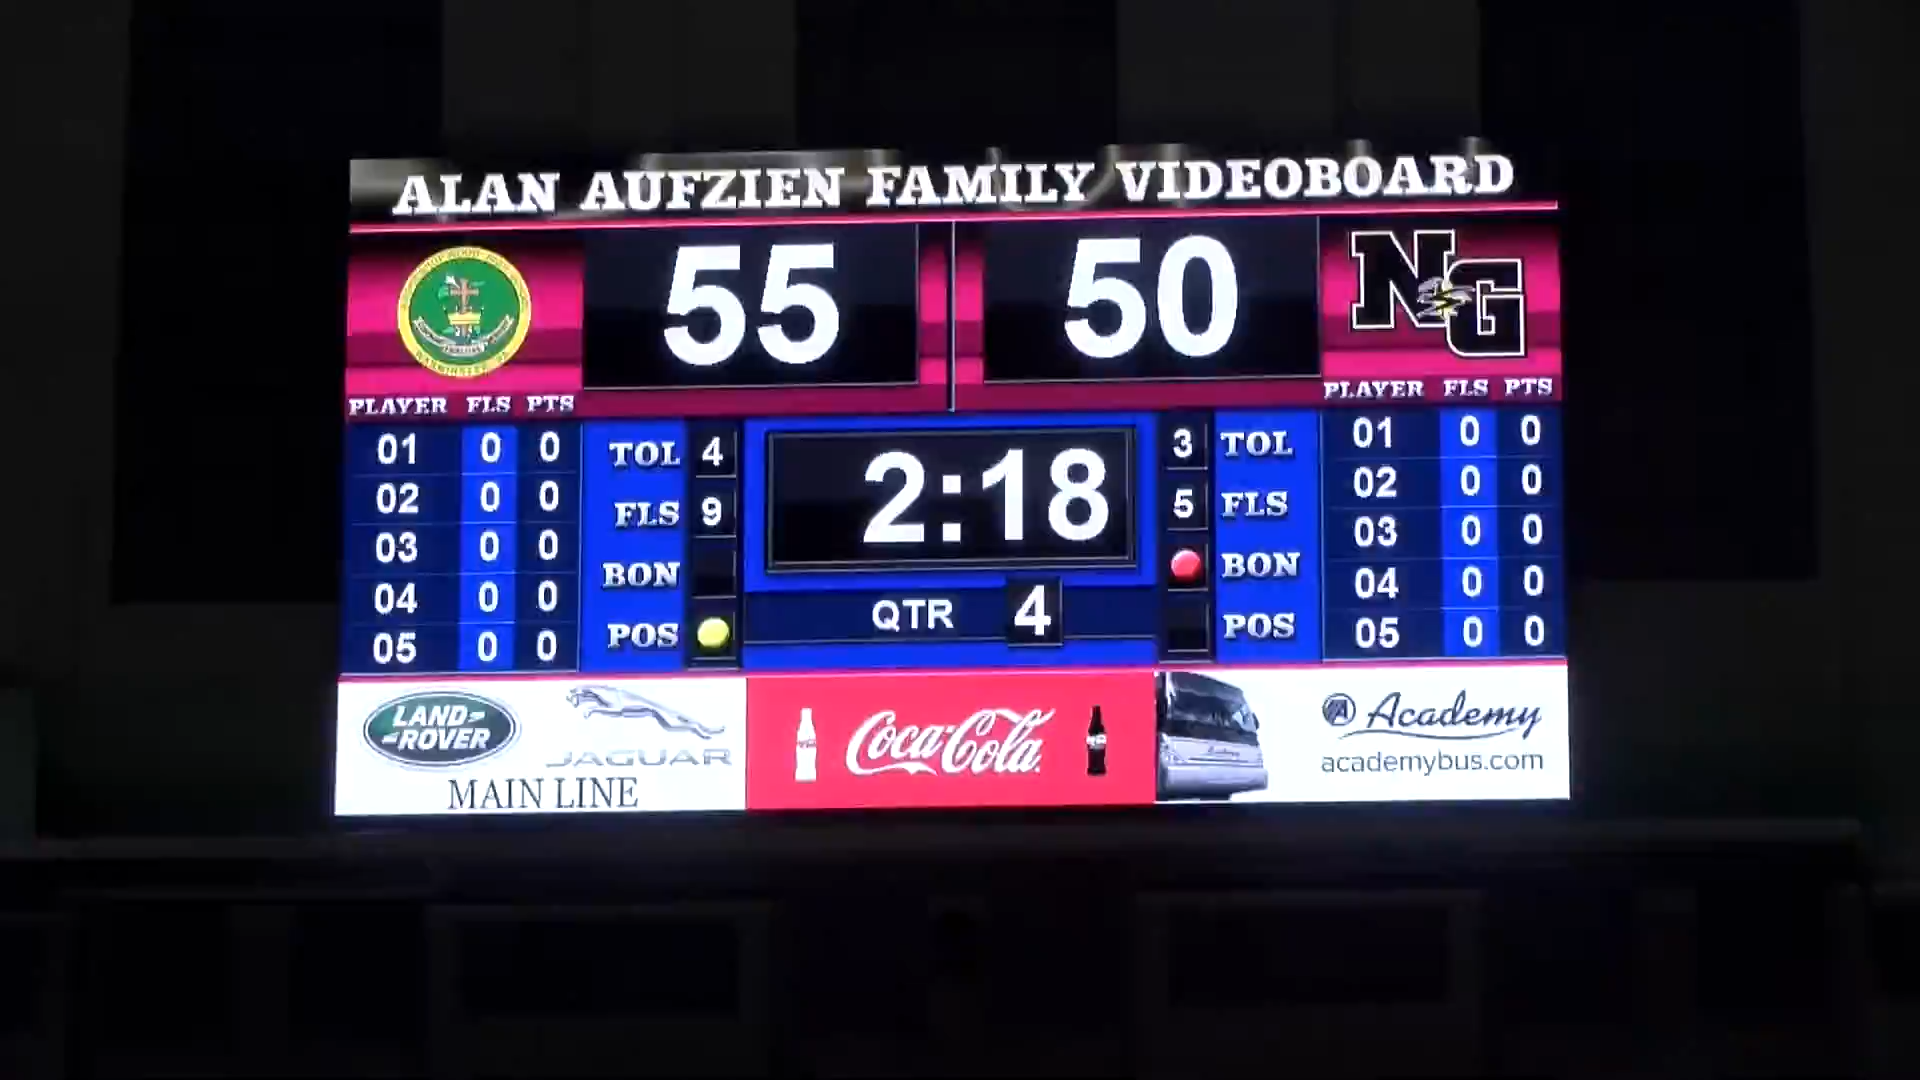 ALAN AUFZIEN FAMILY VIDEOBOARD
55 50 NG
PLAYER FLS PTS
PLAYER FLS PTS
01 0 0
02 0 0
03 0 0
04 0 0
05 0 0
TOL 4
FLS 9
BON
POS
2:18
QTR 4
3 TOL
5 FLS
BON
POS
01 0 0
02 0 0
03 0 0
04 0 0
05 0 0
LAND-
-ROVER
JAGUAR
MAIN LINE
Coca-Cola
A Academy
academybus.com